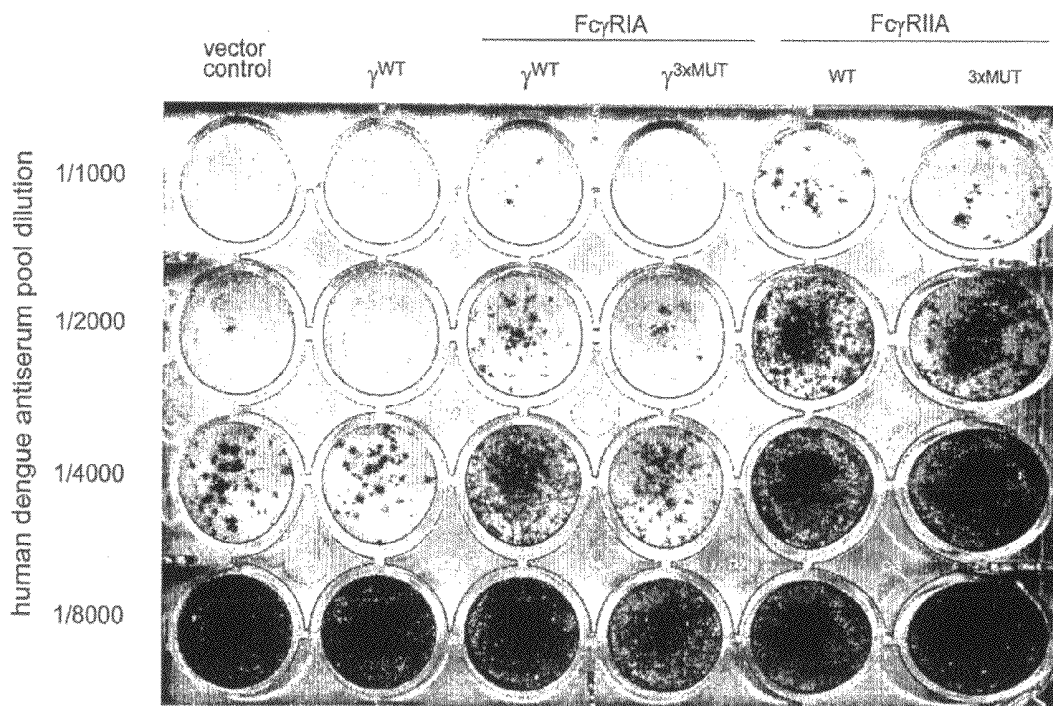 FcγRIA
FcγRIIA
vector
control
γWT
γWT
γ3xMUT
WT
3xMUT
human dengue antiserum pool dilution
1/1000
1/2000
1/4000
1/8000